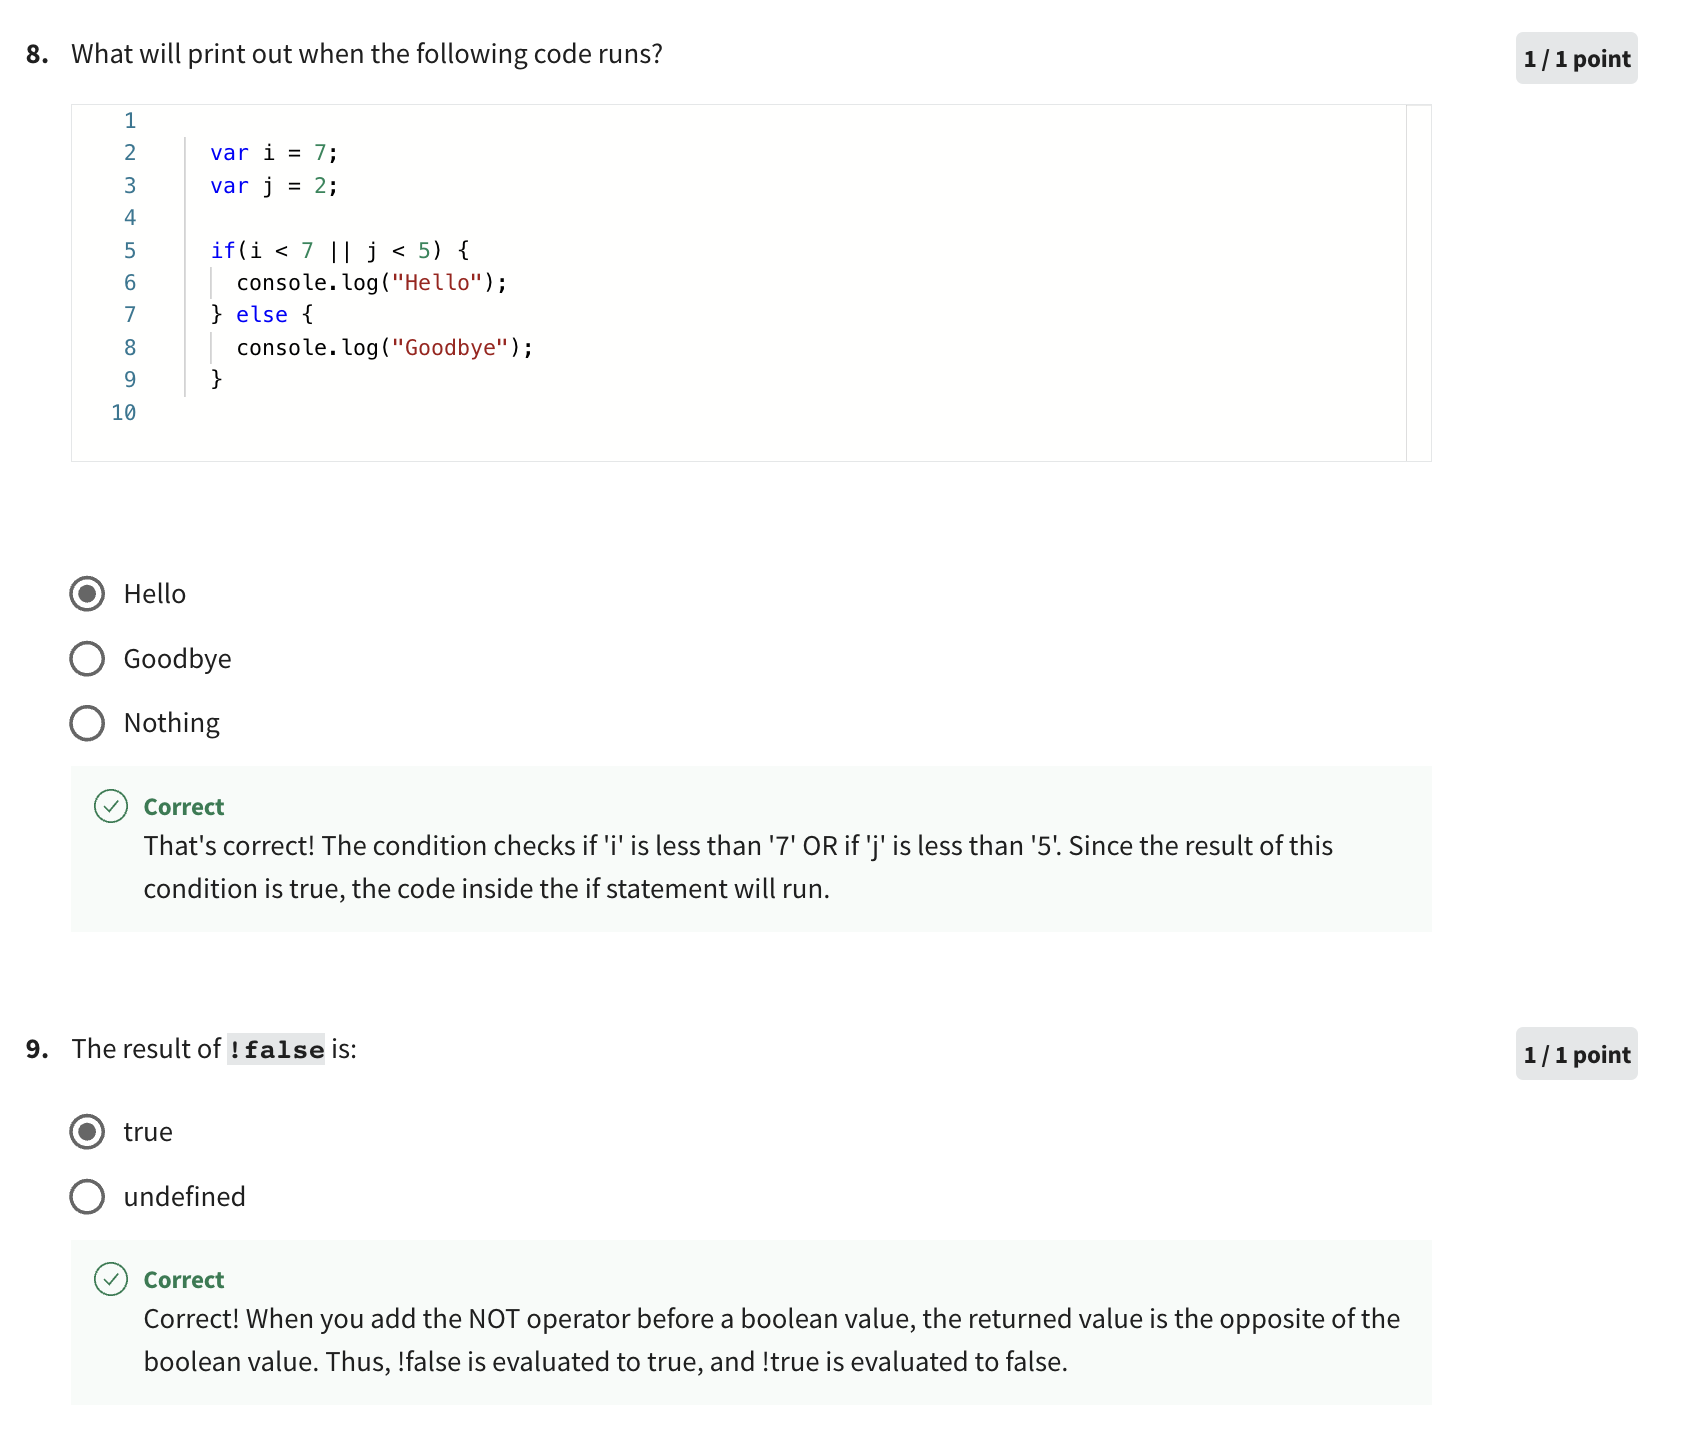 8. What will print out when the following code runs?
1 / 1 point
1
2 var i = 7;
3 var j = 2;
4
5 if(i < 7 || j < 5) {
6 console.log("Hello");
7 } else {
8 console.log("Goodbye");
9 }
10
Hello
Goodbye
Nothing
Correct
That's correct! The condition checks if 'i' is less than '7' OR if 'j' is less than '5'. Since the result of this
condition is true, the code inside the if statement will run.
9. The result of !false is:
1 / 1 point
true
undefined
Correct
Correct! When you add the NOT operator before a boolean value, the returned value is the opposite of the
boolean value. Thus, !false is evaluated to true, and !true is evaluated to false.